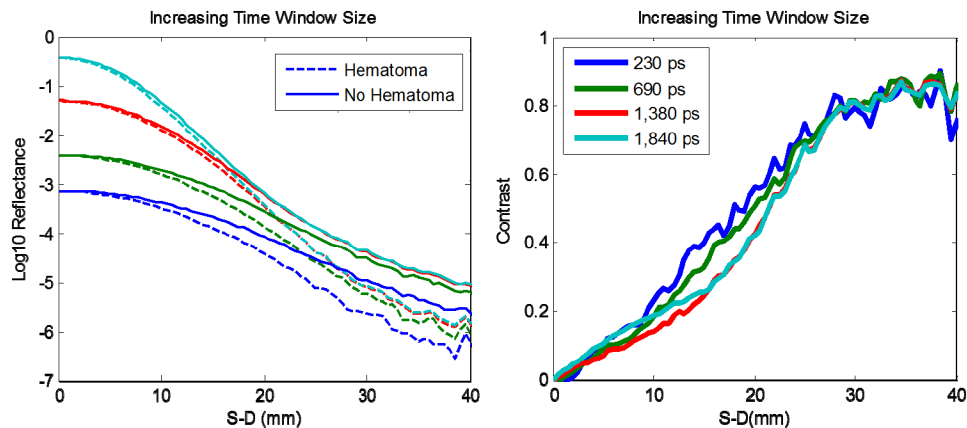 Increasing Time Window Size
0
-1
-2
-3
-4
-5
-6
-7
Log10 Reflectance
Hematoma
No Hematoma
0
10
20
30
40
S-D (mm)
Increasing Time Window Size
1
0.8
0.6
0.4
0.2
0
Contrast
230 ps
690 ps
1,380 ps
1,840 ps
0
10
20
30
40
S-D(mm)